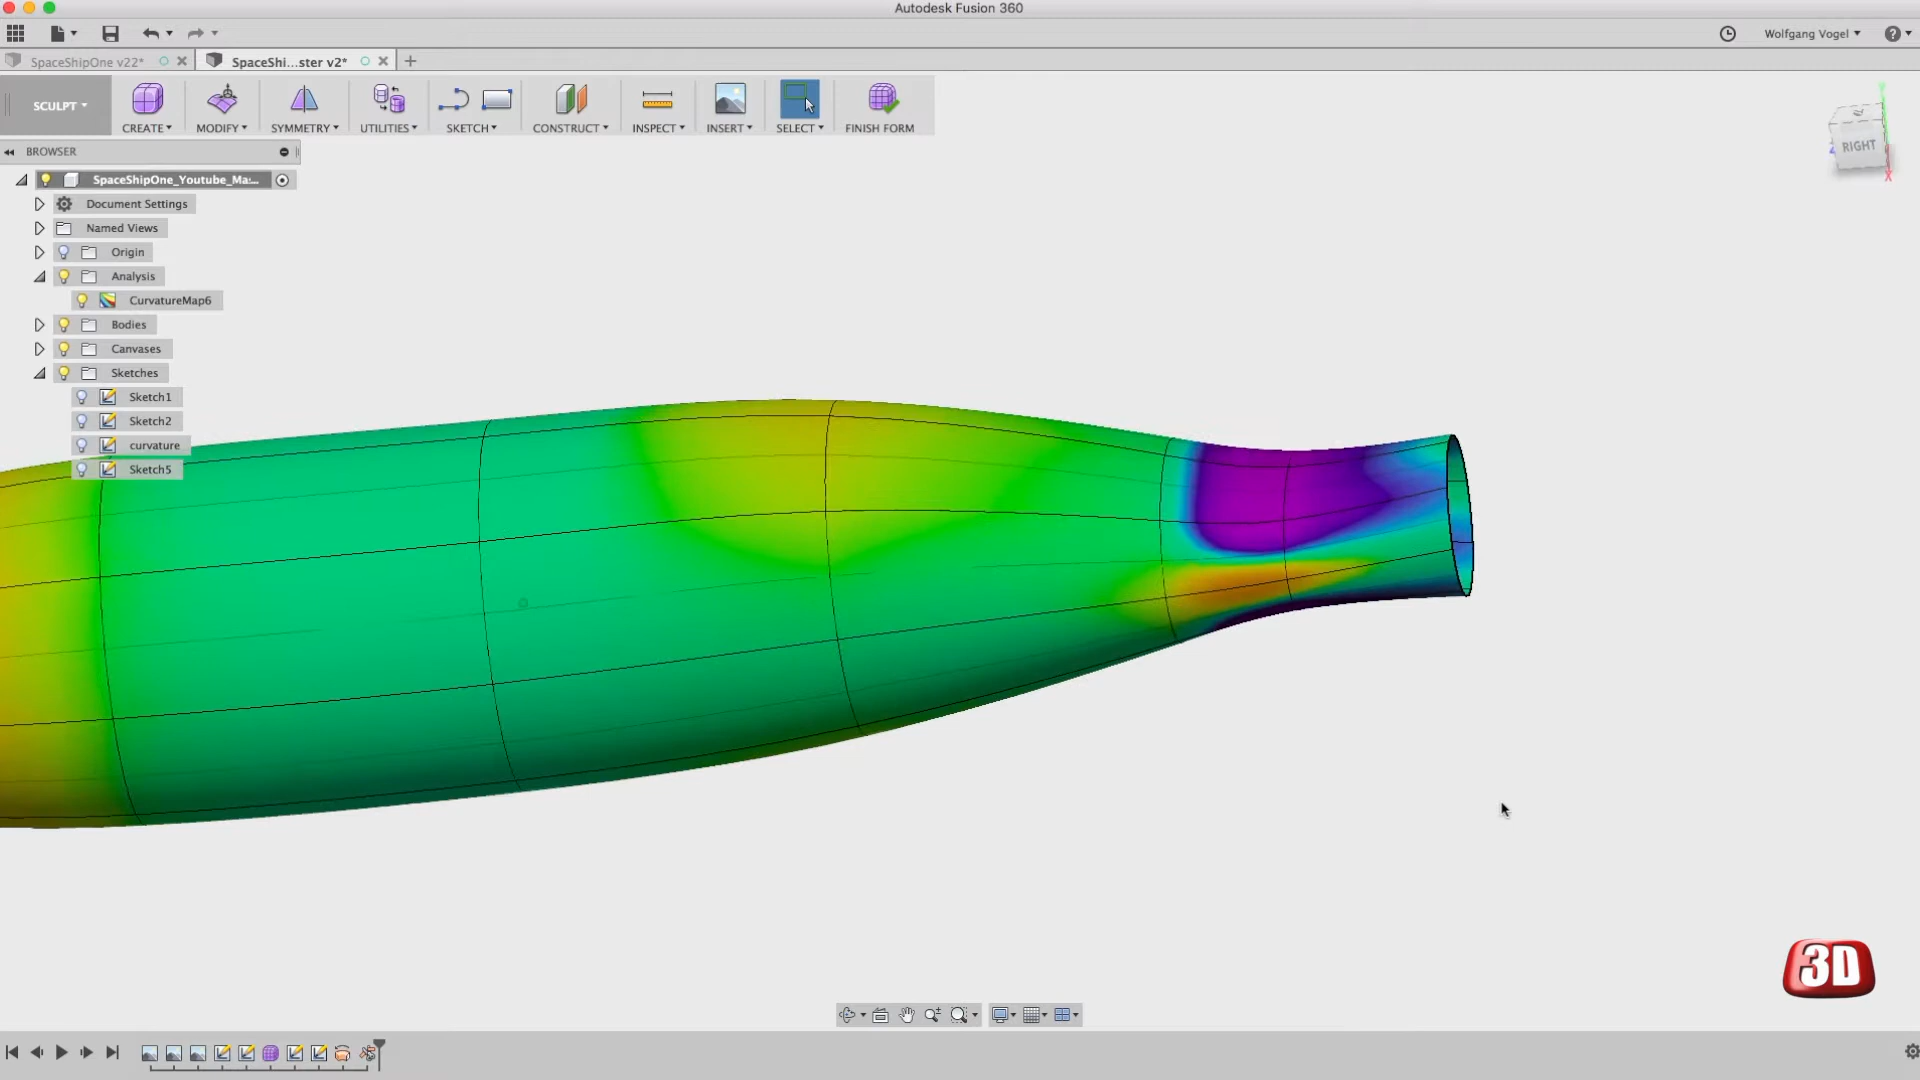 Autodesk Fusion 360
Wolfgang Vogel
SpaceShipOne v22*
SpaceShi...ster v2*
SCULPT
CREATE
MODIFY
SYMMETRY
UTILITIES
SKETCH
CONSTRUCT
INSPECT
INSERT
SELECT
FINISH FORM
RIGHT
Z
X
BROWSER
SpaceShipOne_Youtube_Ma...
Document Settings
Named Views
Origin
Analysis
CurvatureMap6
Bodies
Canvases
Sketches
Sketch1
Sketch2
curvature
Sketch5
3D